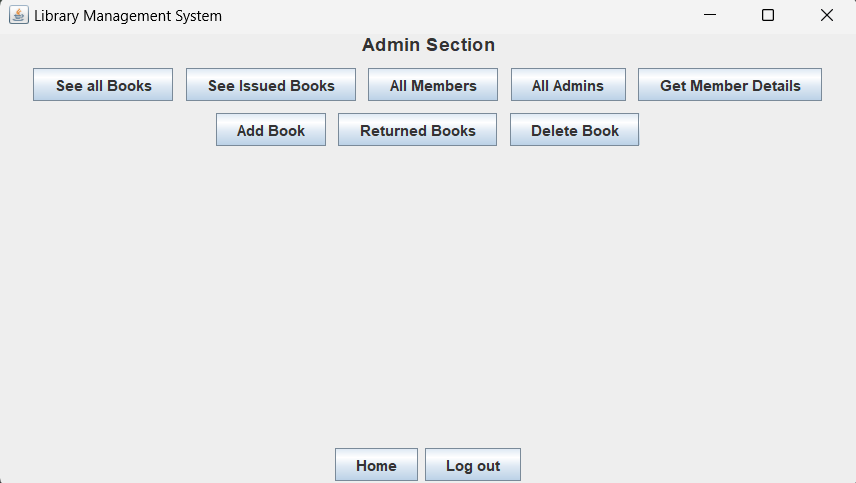 Library Management System
Admin Section
See all Books See Issued Books All Members All Admins Get Member Details
Add Book Returned Books Delete Book
Home Log out